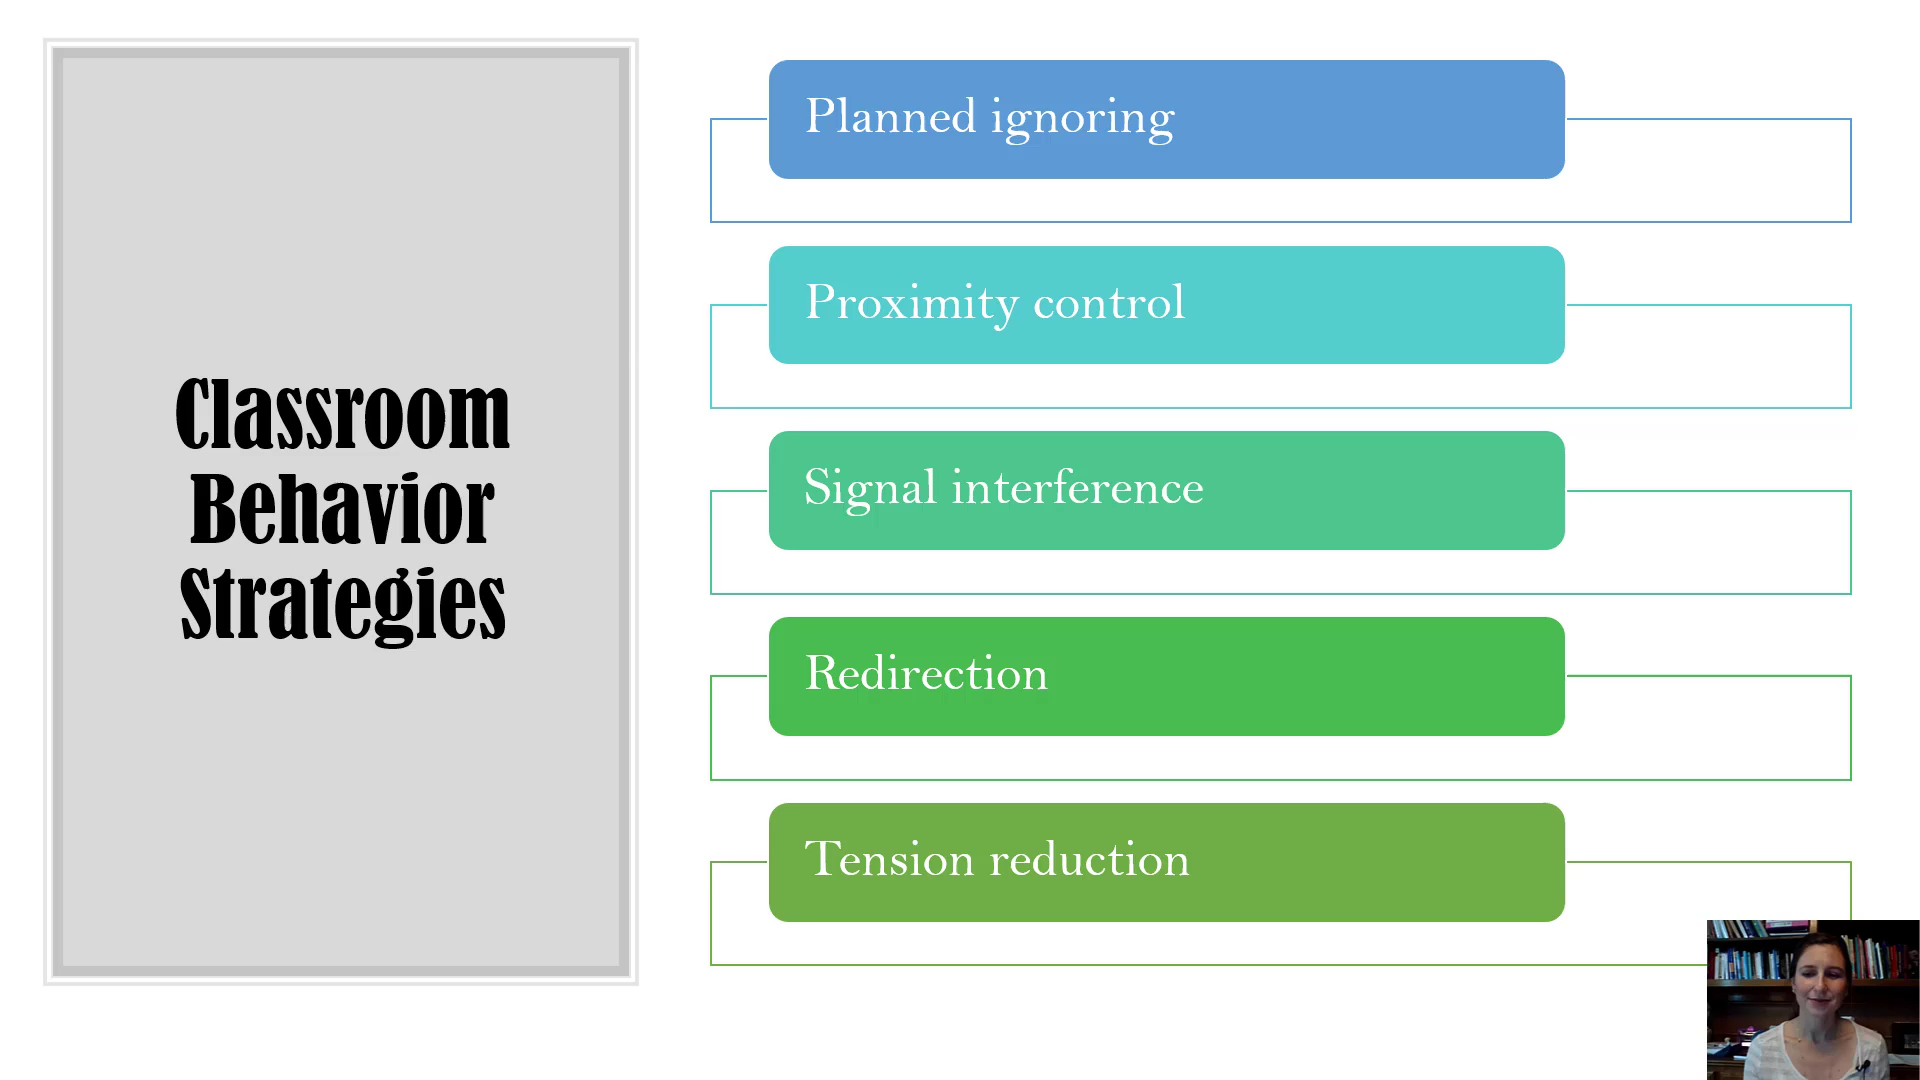 Classroom
Behavior
Strategies
Planned ignoring
Proximity control
Signal interference
Redirection
Tension reduction